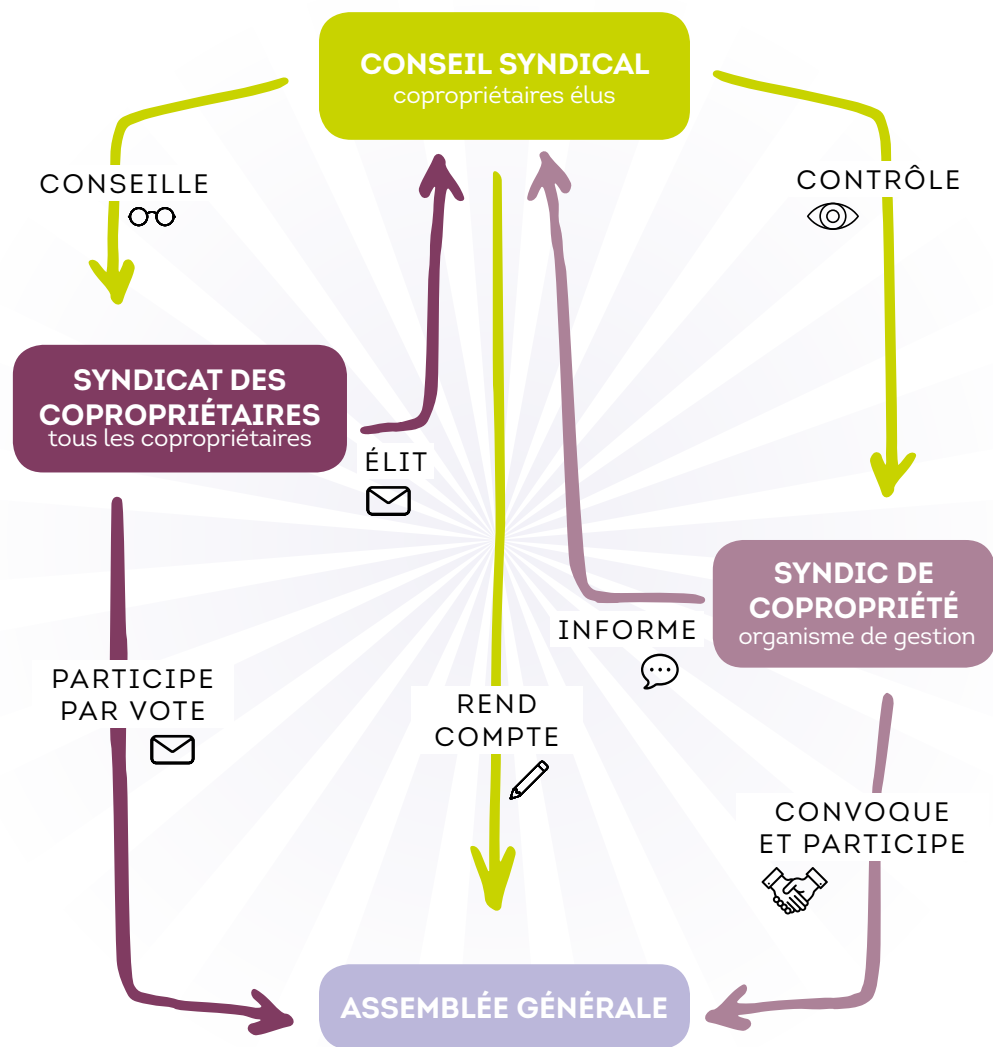 CONSEIL SYNDICAL
copropriétaires élus
CONSEILLE
CONTRÔLE
SYNDICAT DES
COPROPRIÉTAIRES
tous les copropriétaires
ÉLIT
SYNDIC DE
COPROPRIÉTÉ
organisme de gestion
INFORME
PARTICIPE
PAR VOTE
REND
COMPTE
CONVOQUE
ET PARTICIPE
ASSEMBLÉE GÉNÉRALE